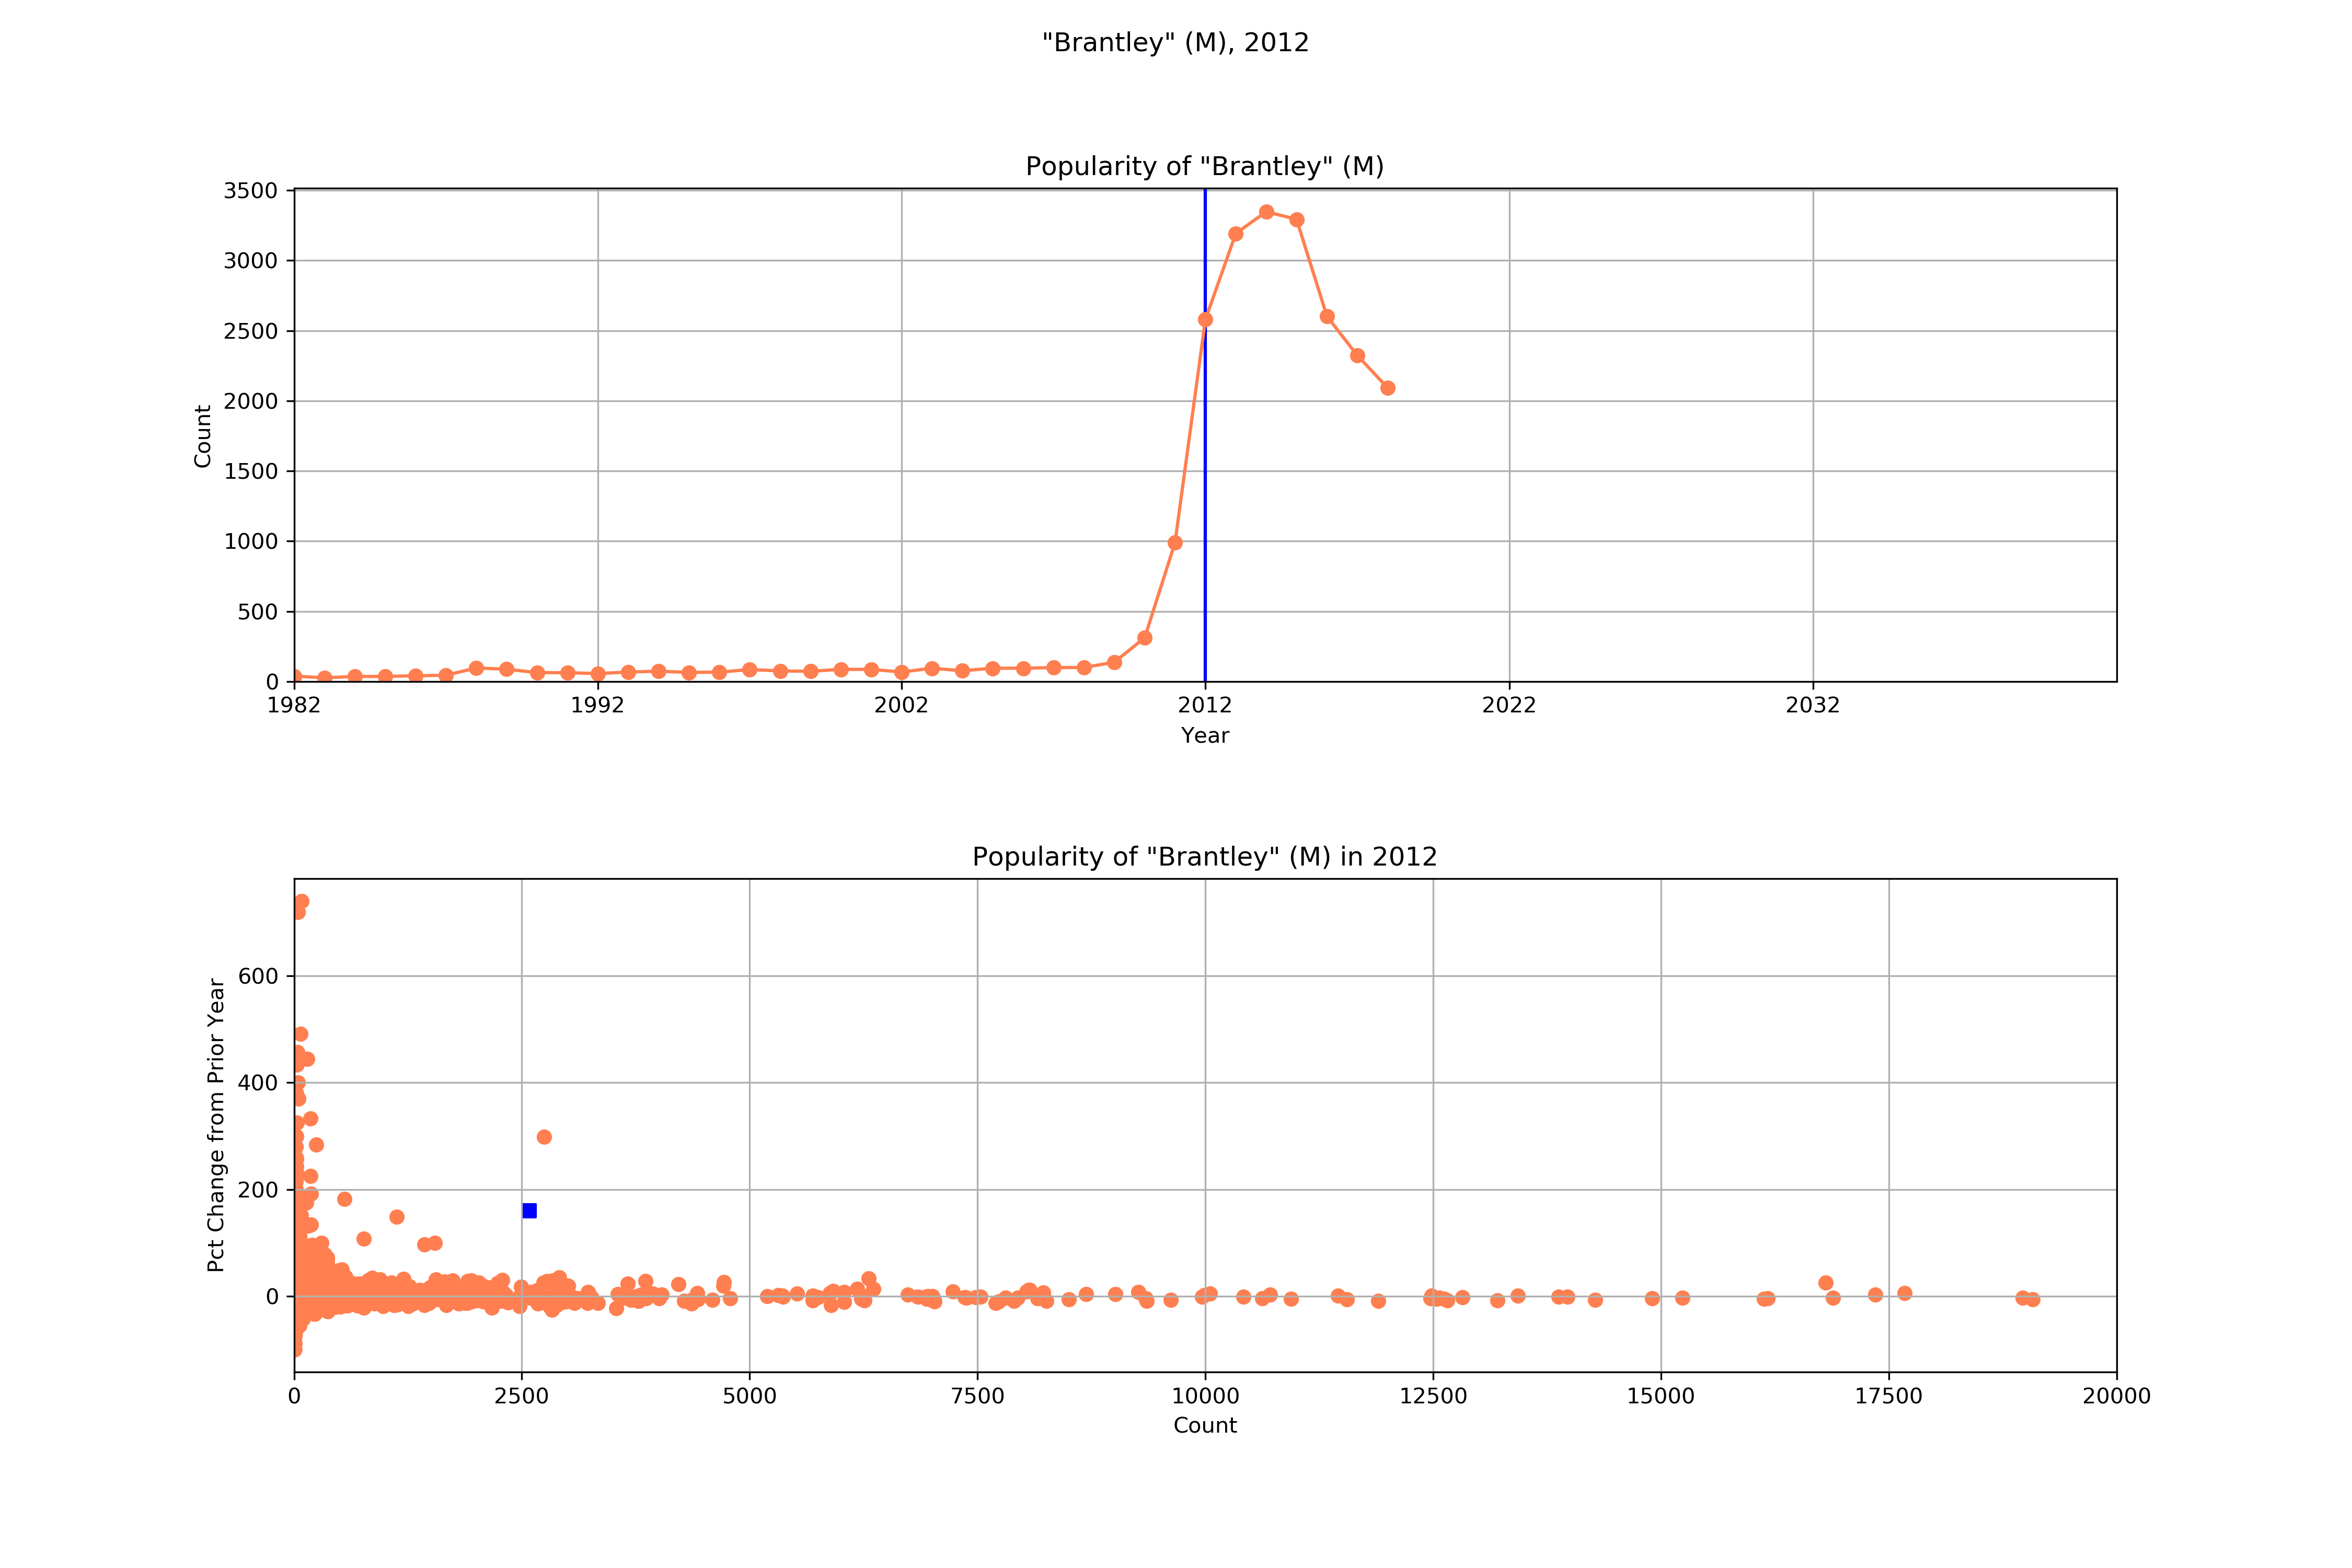 "Brantley" (M), 2012
Popularity of "Brantley" (M)
3500
3000
2500
2000
1500
1000
500
0
Count
1982 1992 2002 2012 2022 2032
Year
Popularity of "Brantley" (M) in 2012
600
400
200
0
Pct Change from Prior Year
0 2500 5000 7500 10000 12500 15000 17500 20000
Count